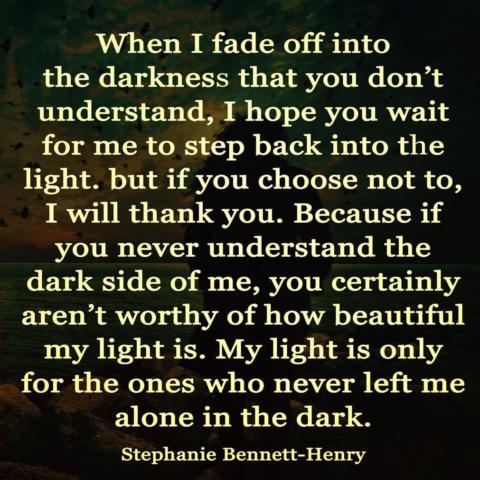 When I fade off into
the darkness that you don't
understand, I hope you wait
for me to step back into the
light. but if you choose not to,
I will thank you. Because if
you never understand the
dark side of me, you certainly
aren't worthy of how beautiful
my light is. My light is only
for the ones who never left me
alone in the dark.
Stephanie Bennett-Henry